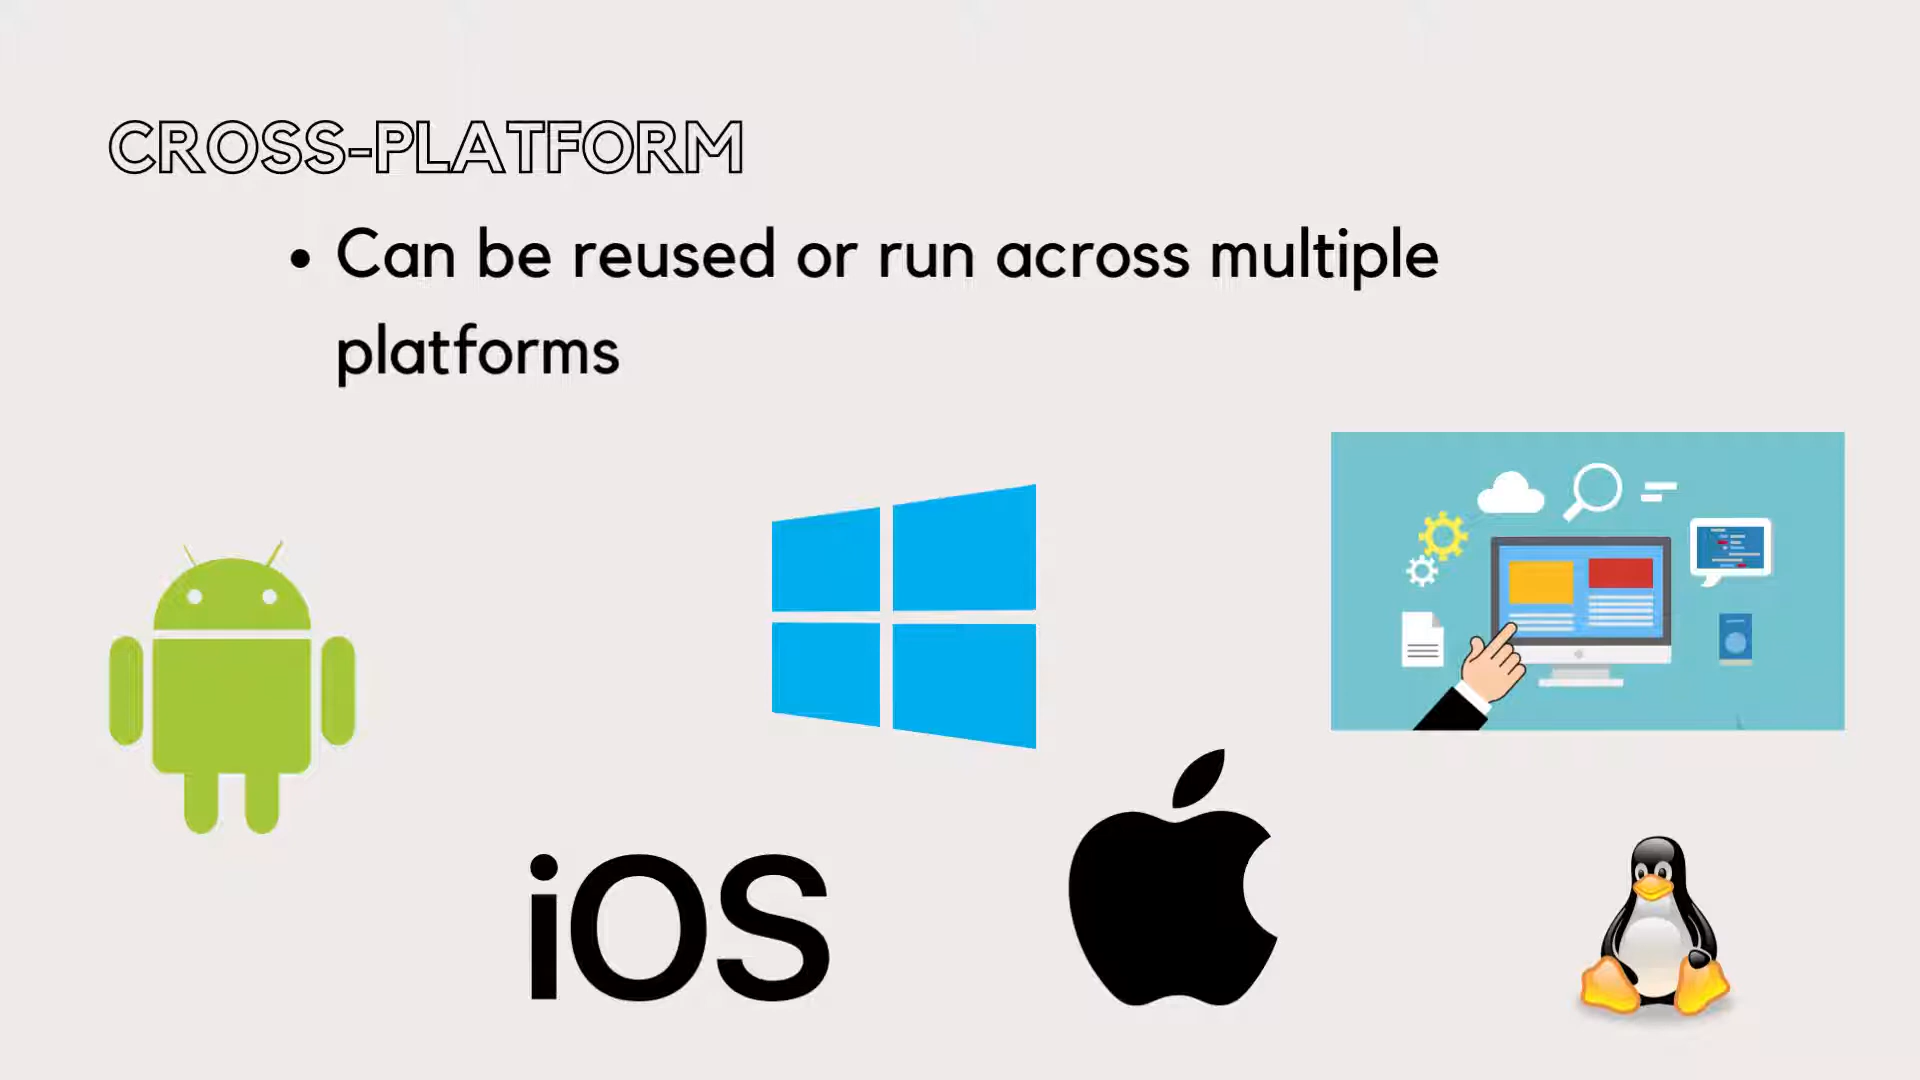 CROSS-PLATFORM
• Can be reused or run across multiple
platforms
iOS